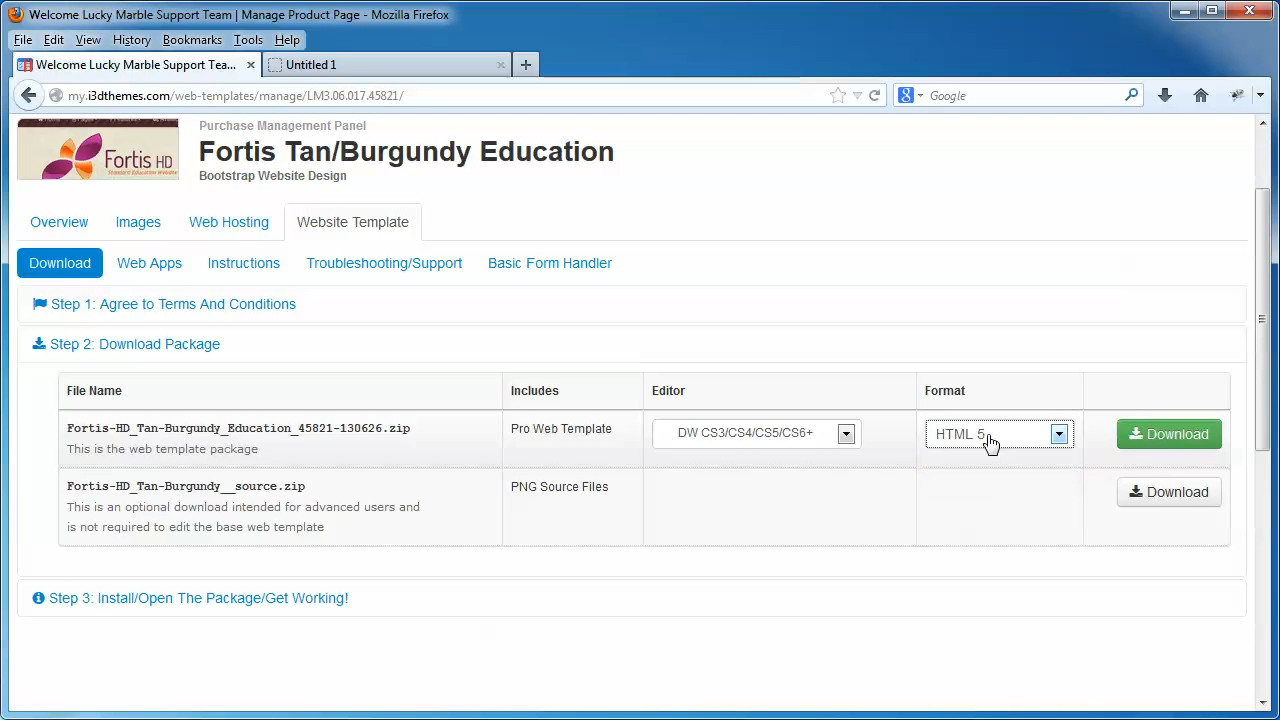 Welcome Lucky Marble Support Team | Manage Product Page - Mozilla Firefox
File Edit View History Bookmarks Tools Help
Welcome Lucky Marble Support Tea... Untitled 1
my.i3dthemes.com/web-templates/manage/LM3.06.017.45821/ Google
Fortis HD
Purchase Management Panel
Fortis Tan/Burgundy Education
Bootstrap Website Design
Overview Images Web Hosting Website Template
Download Web Apps Instructions Troubleshooting/Support Basic Form Handler
Step 1: Agree to Terms And Conditions
Step 2: Download Package
File Name Includes Editor Format
Fortis-HD_Tan-Burgundy_Education_45821-130626.zip Pro Web Template DW CS3/CS4/CS5/CS6+ HTML 5 Download
This is the web template package
Fortis-HD_Tan-Burgundy__source.zip PNG Source Files Download
This is an optional download intended for advanced users and
is not required to edit the base web template
Step 3: Install/Open The Package/Get Working!